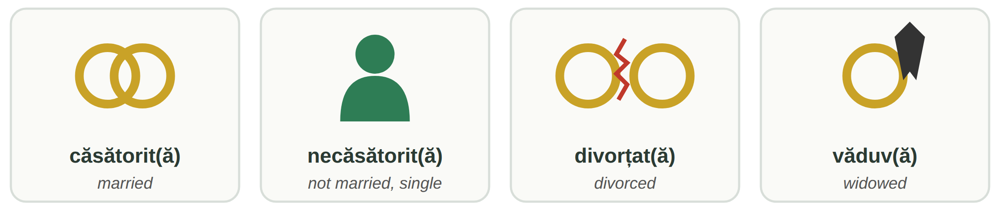 căsătorit(ă)
married
necăsătorit(ă)
not married, single
divorțat(ă)
divorced
văduv(ă)
widowed